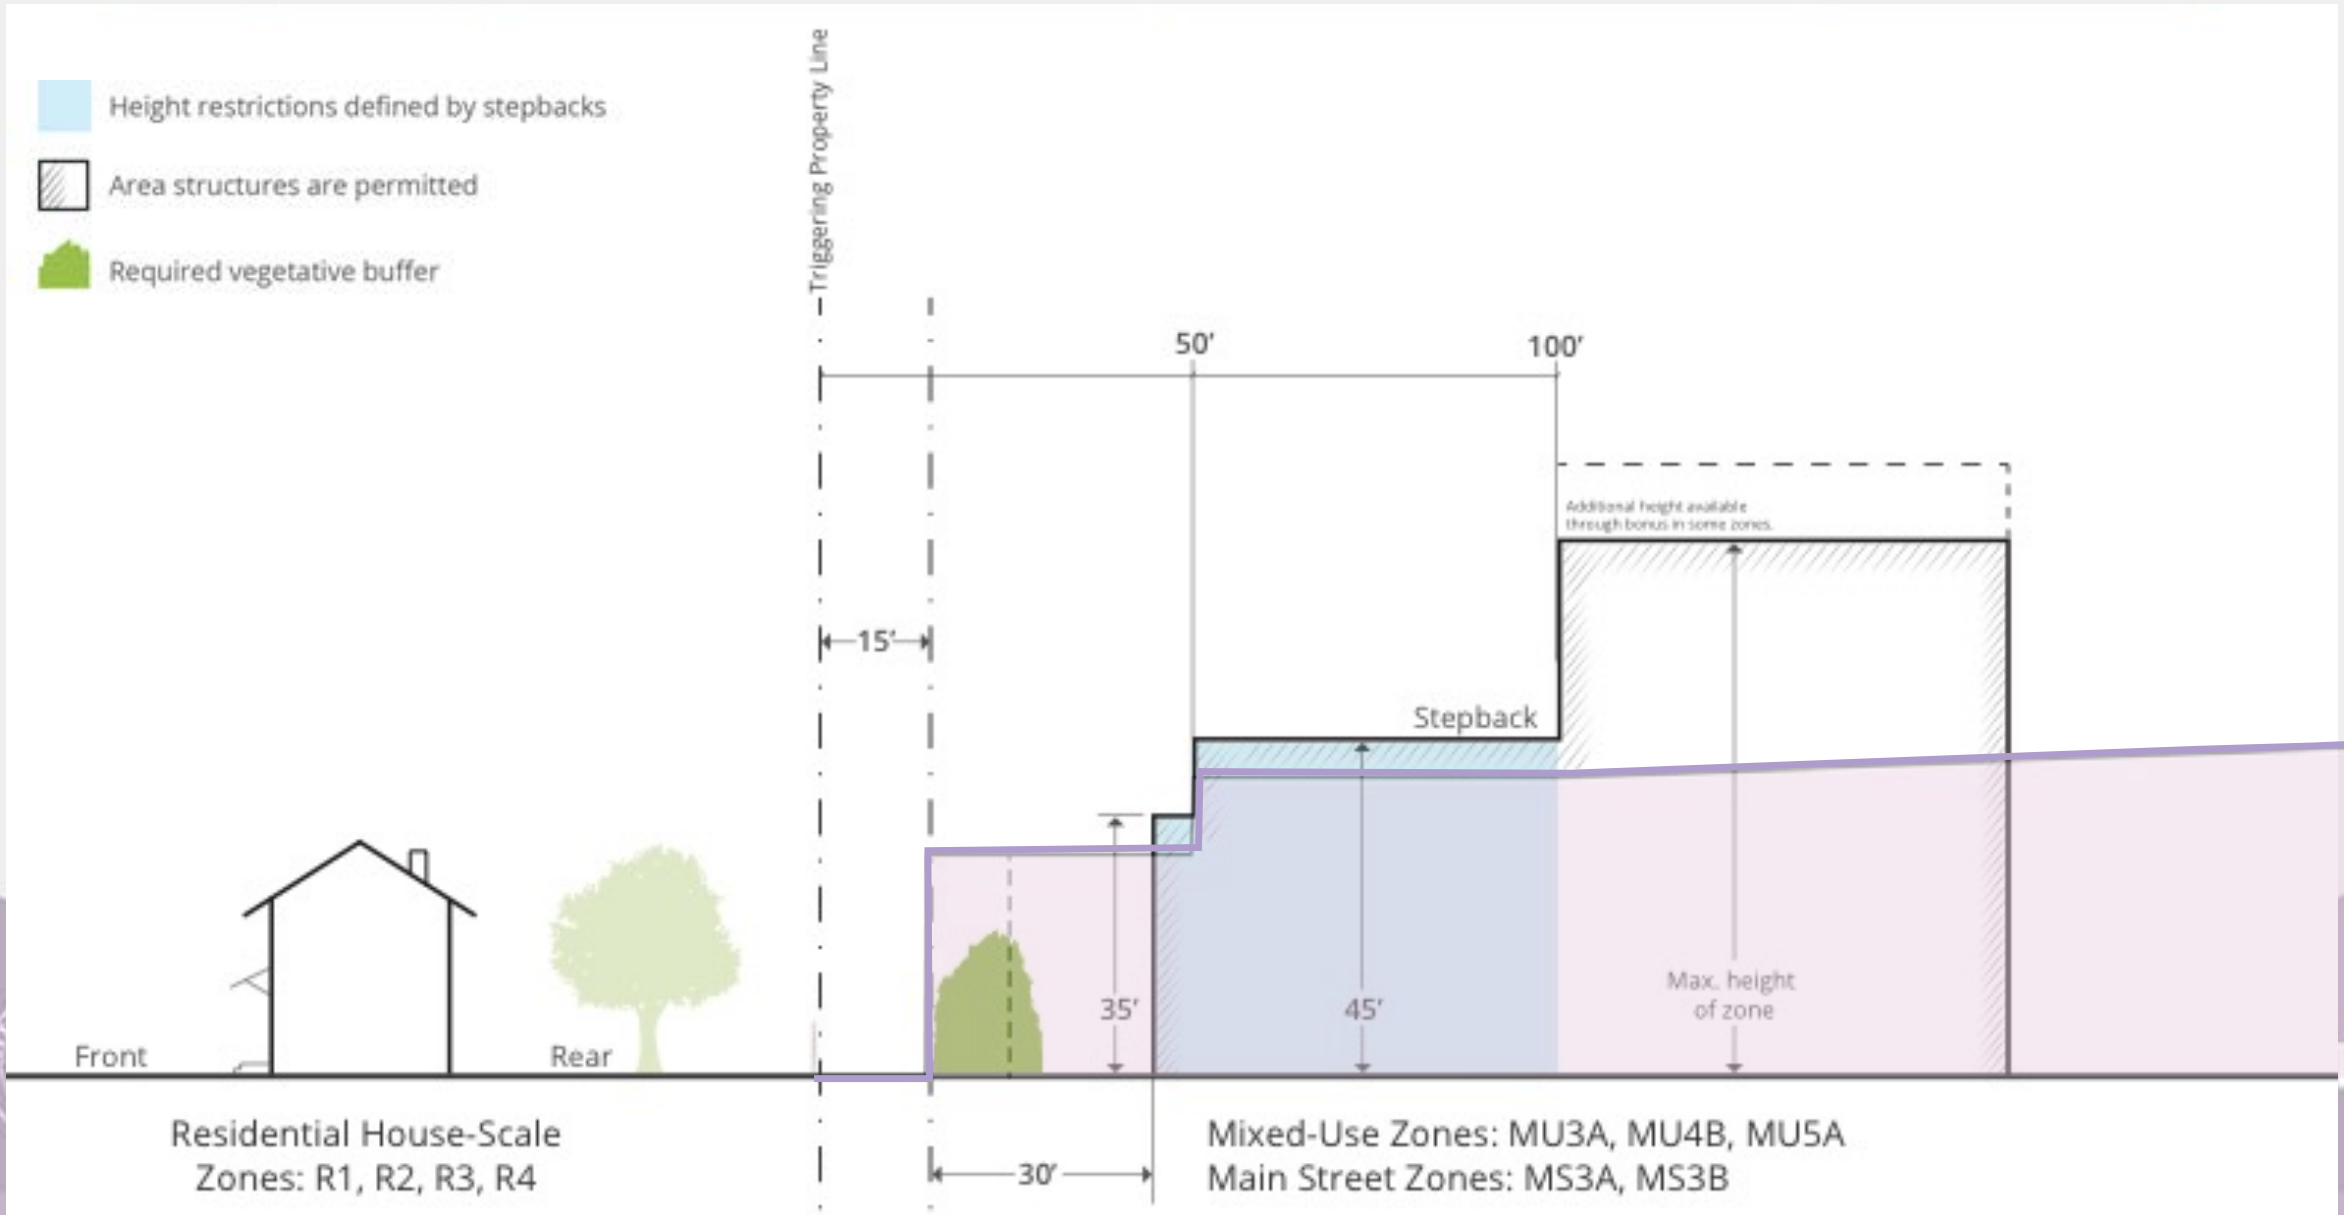 Height restrictions defined by stepbacks
Area structures are permitted
Required vegetative buffer
Triggering Property Line
50’
100’
Additional height available
through bonus in some zones.
15’
Stepback
35’
45’
Max. height
of zone
Front
Rear
Residential House-Scale
Zones: R1, R2, R3, R4
30’
Mixed-Use Zones: MU3A, MU4B, MU5A
Main Street Zones: MS3A, MS3B